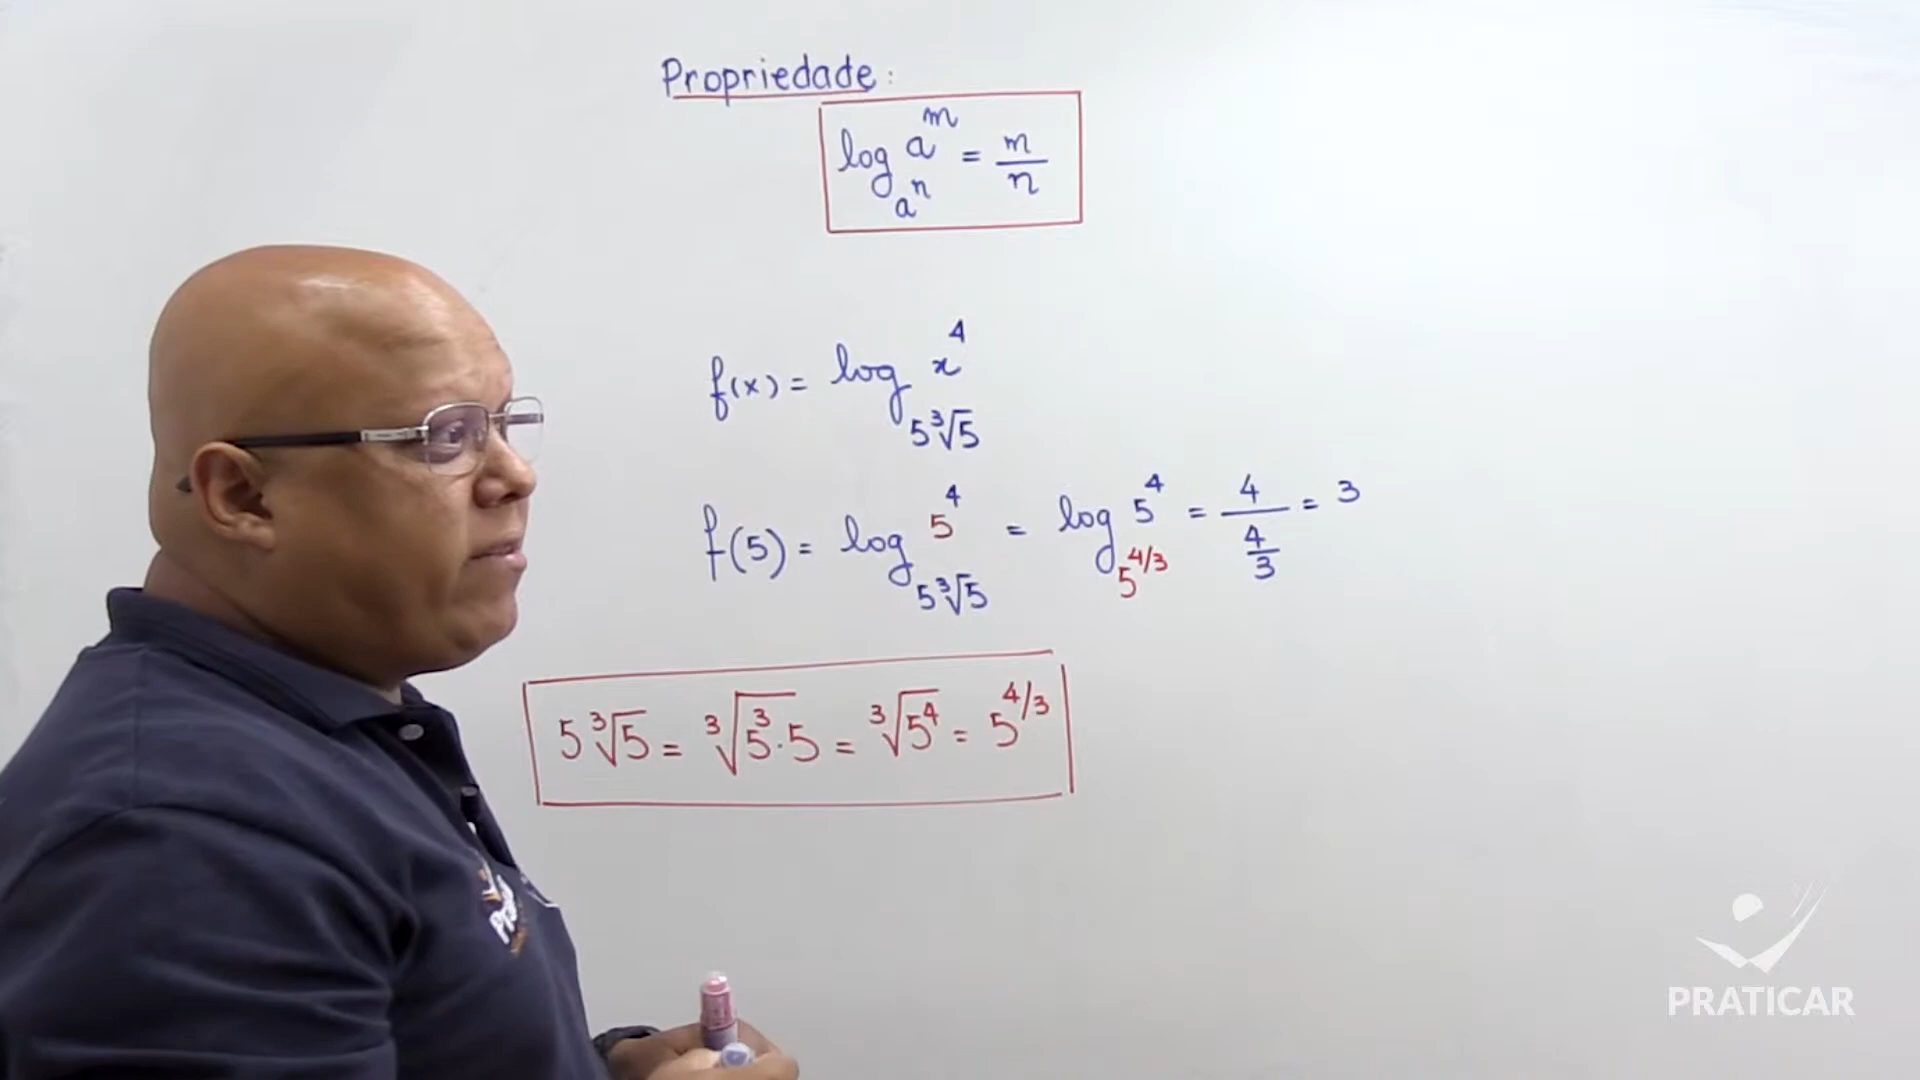 Propriedade:
log_{a^n} a^m = m/n
f(x) = log_{5∛5} x^4
f(5) = log_{5∛5} 5^4 = log_{5^{4/3}} 5^4 = 4/(4/3) = 3
5∛5 = ∛(5^3·5) = ∛(5^4) = 5^{4/3}
PRATICAR